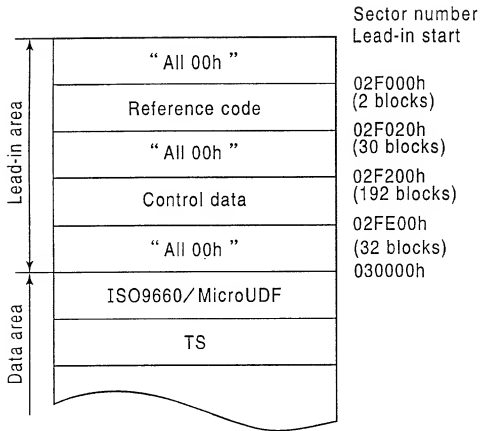 Sector number
Lead-in start
“ All 00h ”
02F000h
(2 blocks)
Reference code
02F020h
(30 blocks)
“ All 00h ”
02F200h
(192 blocks)
Control data
02FE00h
(32 blocks)
“ All 00h ”
030000h
ISO9660/MicroUDF
TS
Lead-in area
Data area